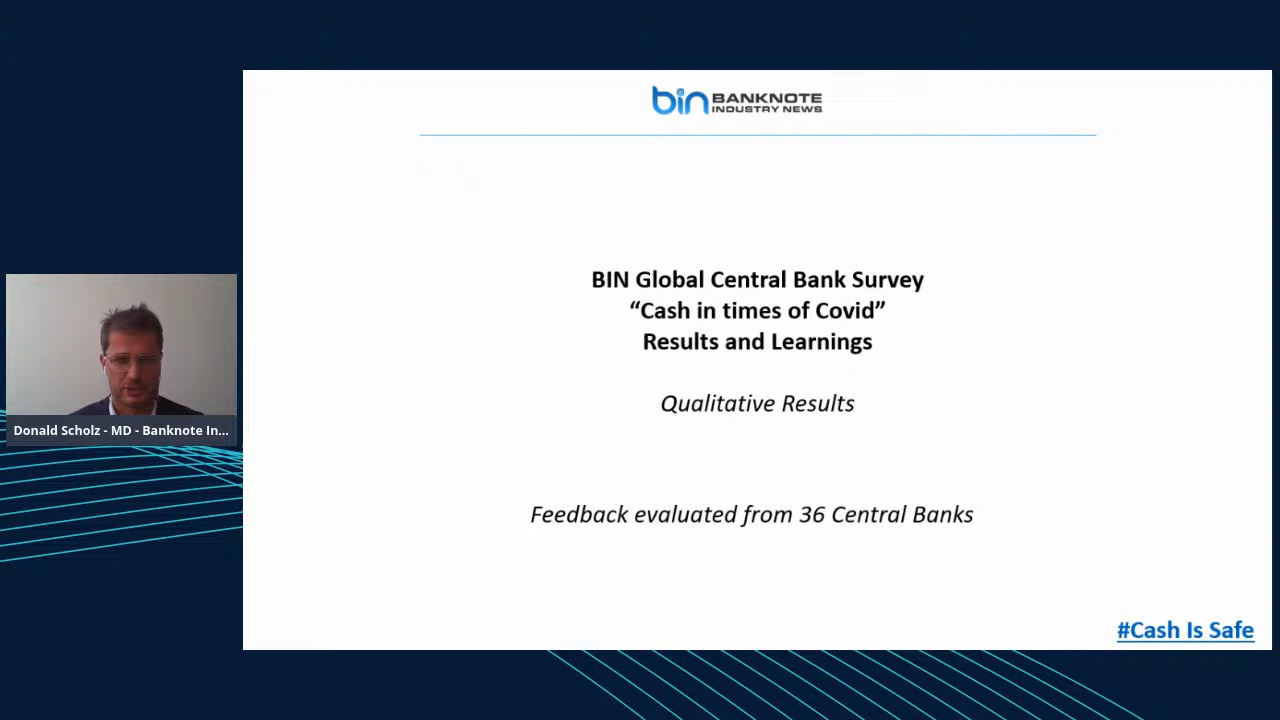 bin BANKNOTE
INDUSTRY NEWS
BIN Global Central Bank Survey
“Cash in times of Covid”
Results and Learnings
Qualitative Results
Donald Scholz - MD - Banknote In...
Feedback evaluated from 36 Central Banks
#Cash Is Safe